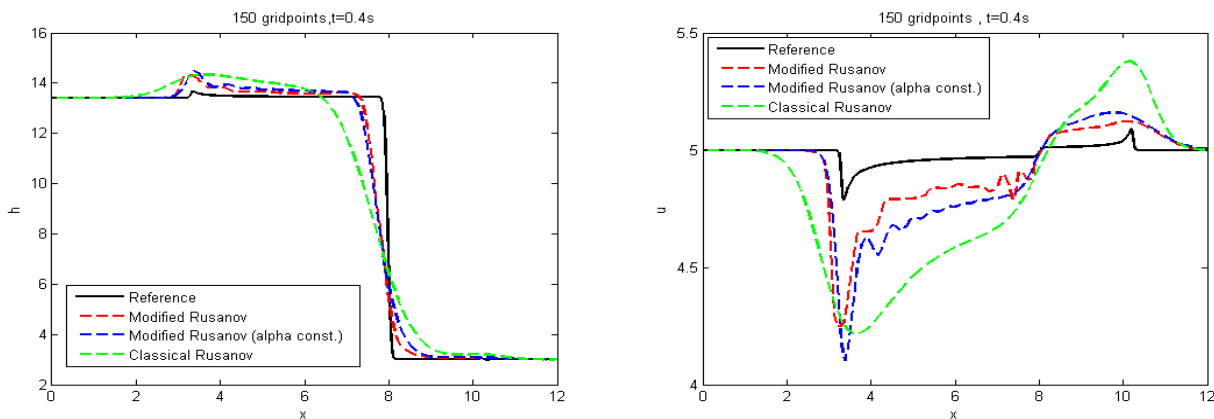 150 gridpoints,t=0.4s
16
14
12
10
8
6
4
2
h
Reference
Modified Rusanov
Modified Rusanov (alpha const.)
Classical Rusanov
0 2 4 6 8 10 12
x
150 gridpoints , t=0.4s
5.5
5
4.5
4
u
Reference
Modified Rusanov
Modified Rusanov (alpha const.)
Classical Rusanov
0 2 4 6 8 10 12
x